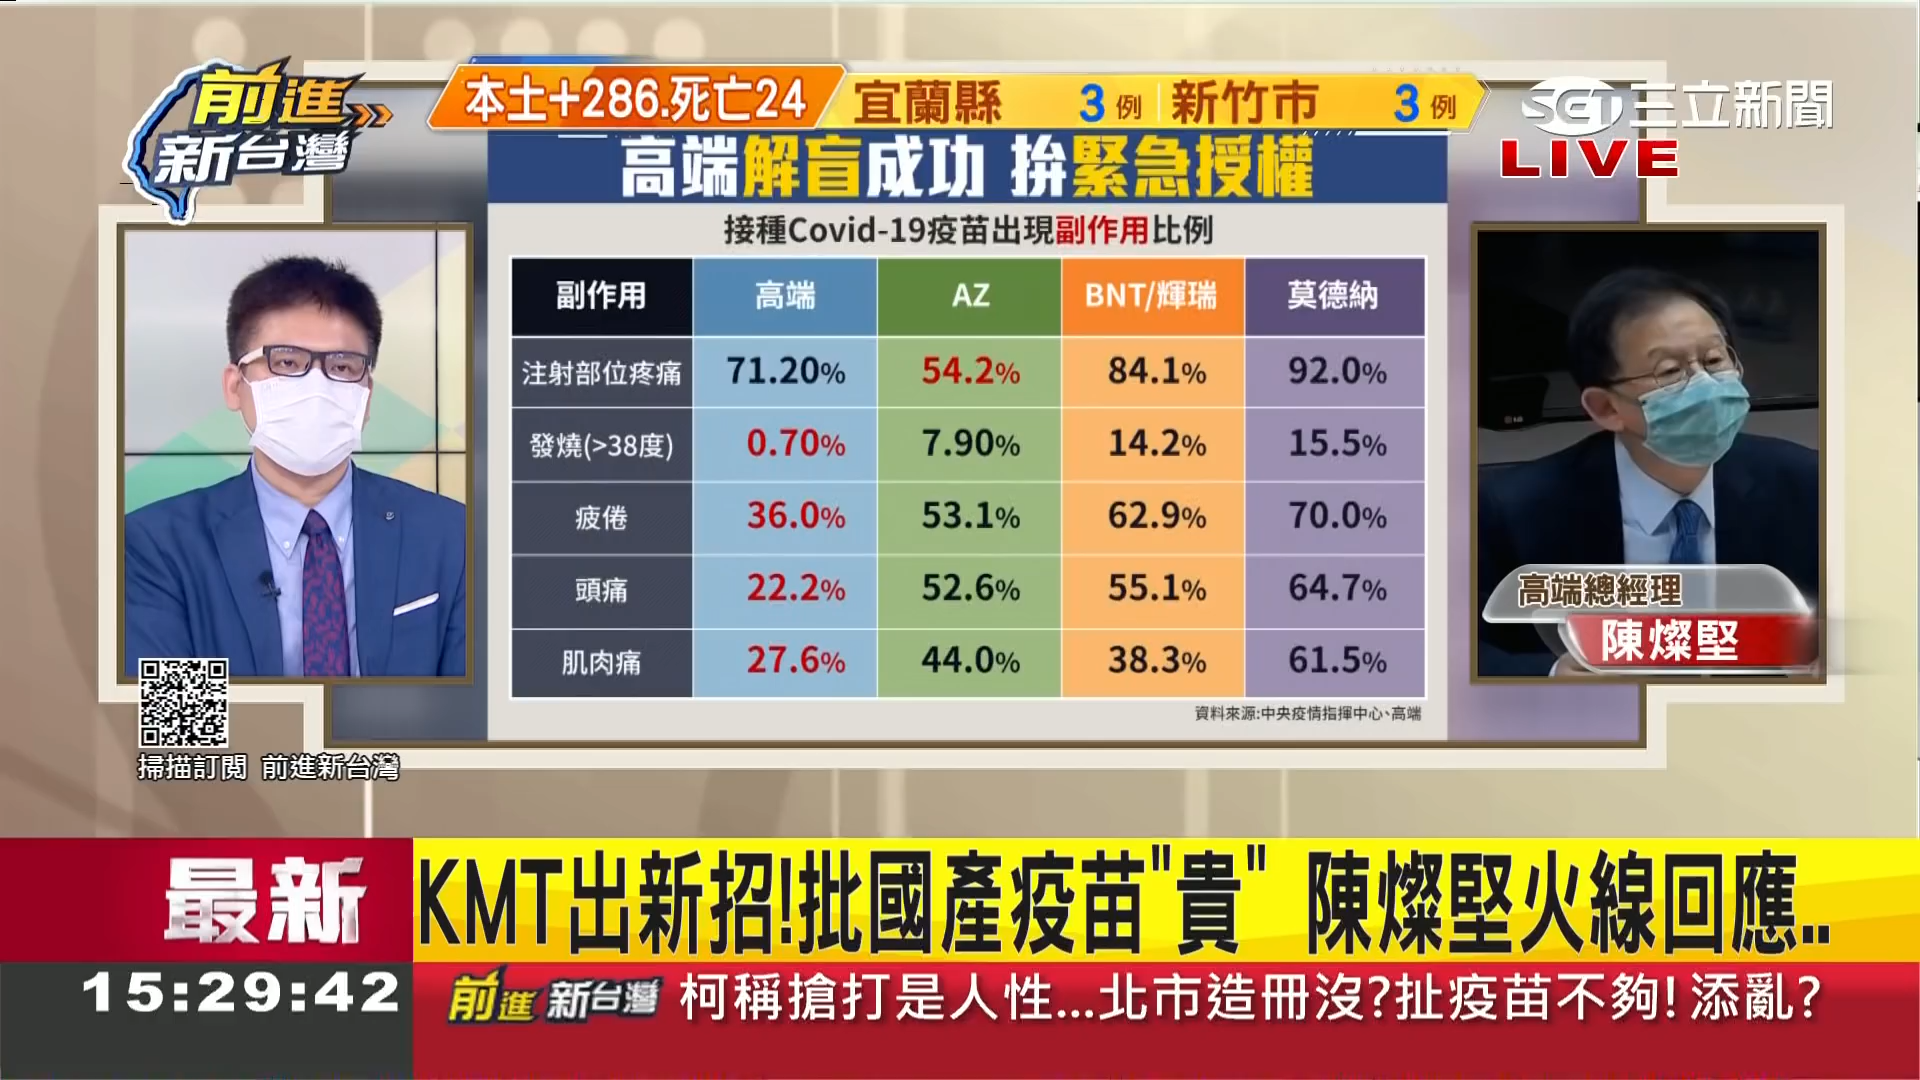 前進
新台灣
本土+286.死亡24
宜蘭縣 3例 新竹市 3例
SET三立新聞
LIVE
高端解盲成功 拚緊急授權
接種Covid-19疫苗出現副作用比例
副作用 高端 AZ BNT/輝瑞 莫德納
注射部位疼痛 71.20% 54.2% 84.1% 92.0%
發燒(>38度) 0.70% 7.90% 14.2% 15.5%
疲倦 36.0% 53.1% 62.9% 70.0%
頭痛 22.2% 52.6% 55.1% 64.7%
肌肉痛 27.6% 44.0% 38.3% 61.5%
資料來源:中央疫情指揮中心、高端
高端總經理
陳燦堅
掃描訂閱 前進新台灣
最新
KMT出新招!批國產疫苗"貴" 陳燦堅火線回應..
15:29:42
前進新台灣 柯稱搶打是人性...北市造冊沒?扯疫苗不夠!添亂?